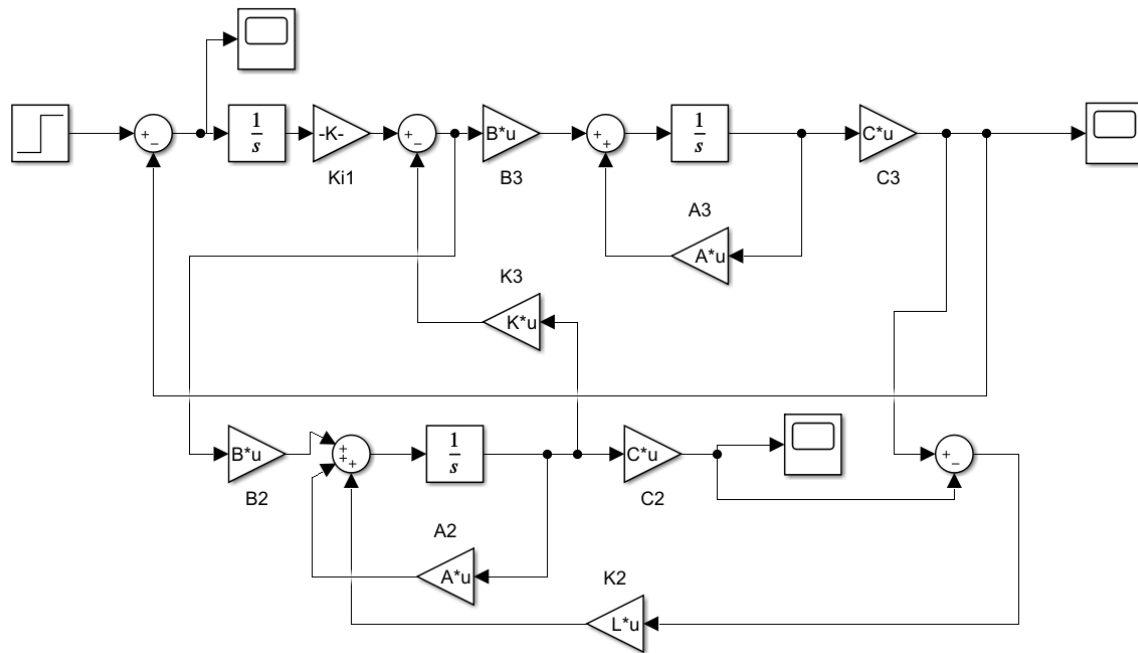 +
−
1
s
-K-
Ki1
+
−
B*u
B3
+
+
1
s
C*u
C3
A3
A*u
K3
K*u
B*u
B2
+
+
+
1
s
C*u
C2
+
−
A2
A*u
K2
L*u